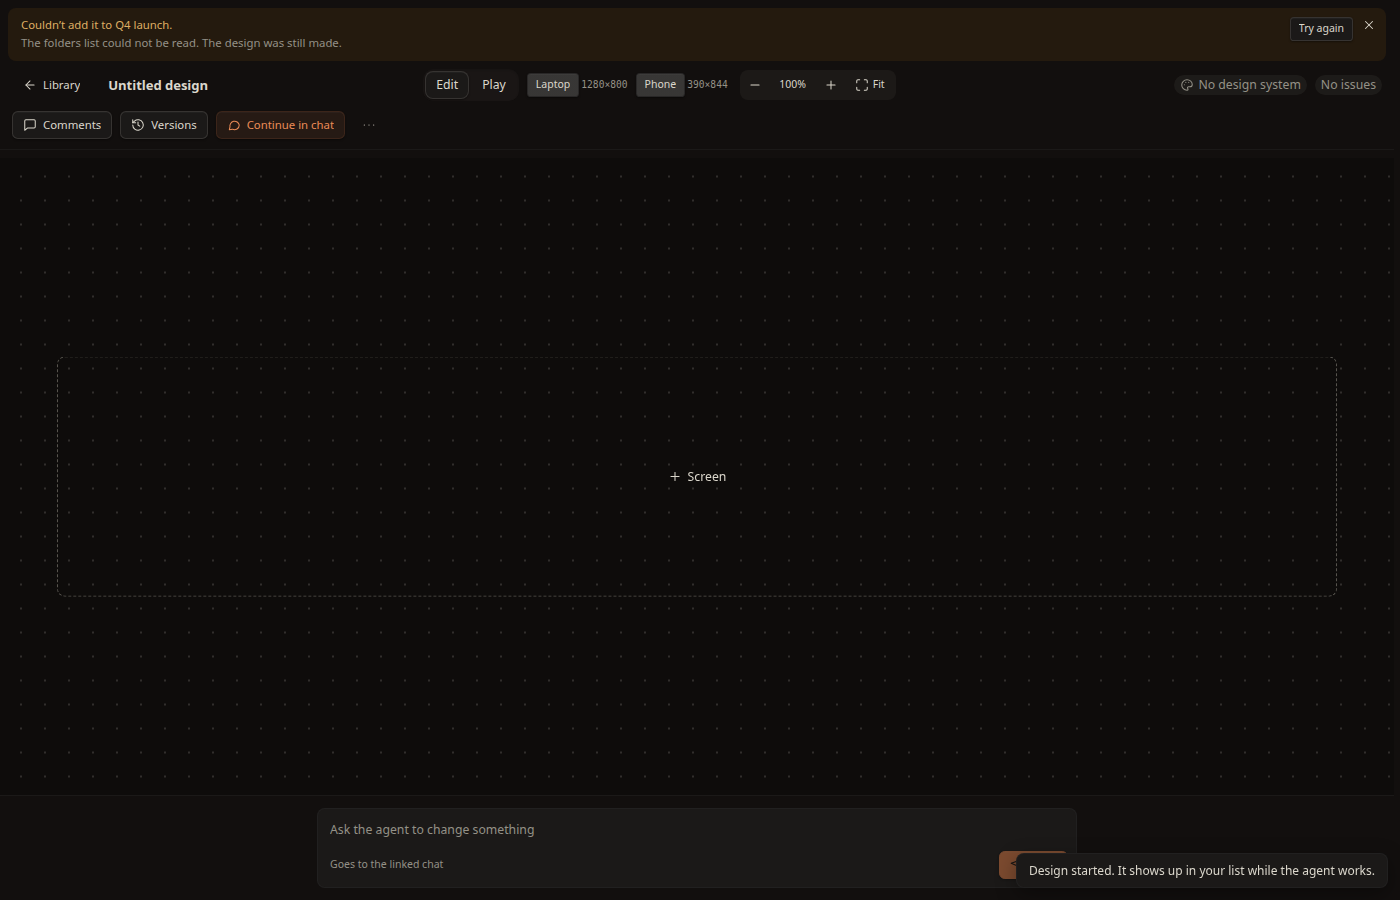 Couldn't add it to Q4 launch.
The folders list could not be read. The design was still made.
Try again
Library
Untitled design
Edit
Play
Laptop
1280×800
Phone
390×844
100%
Fit
No design system
No issues
Comments
Versions
Continue in chat
Screen
Ask the agent to change something
Goes to the linked chat
Design started. It shows up in your list while the agent works.